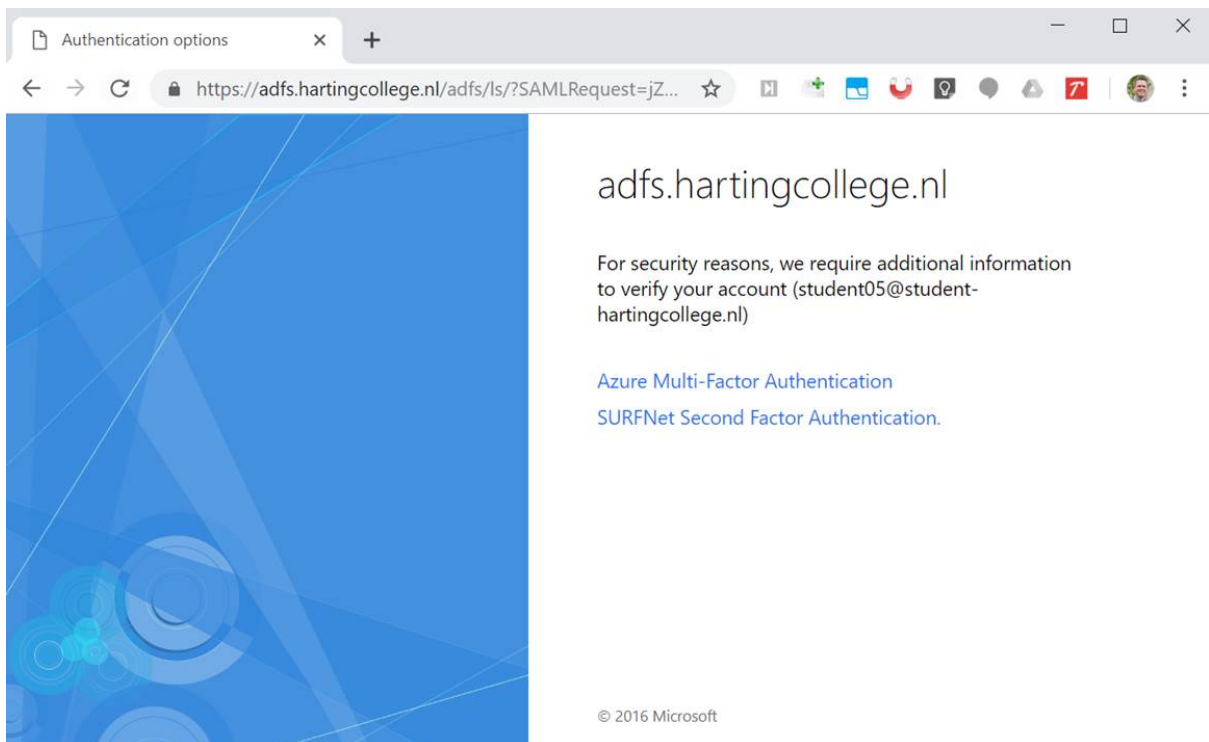 Authentication options
https://adfs.hartingcollege.nl/adfs/ls/?SAMLRequest=jZ...
adfs.hartingcollege.nl
For security reasons, we require additional information
to verify your account (student05@student-
hartingcollege.nl)
Azure Multi-Factor Authentication
SURFNet Second Factor Authentication.
© 2016 Microsoft